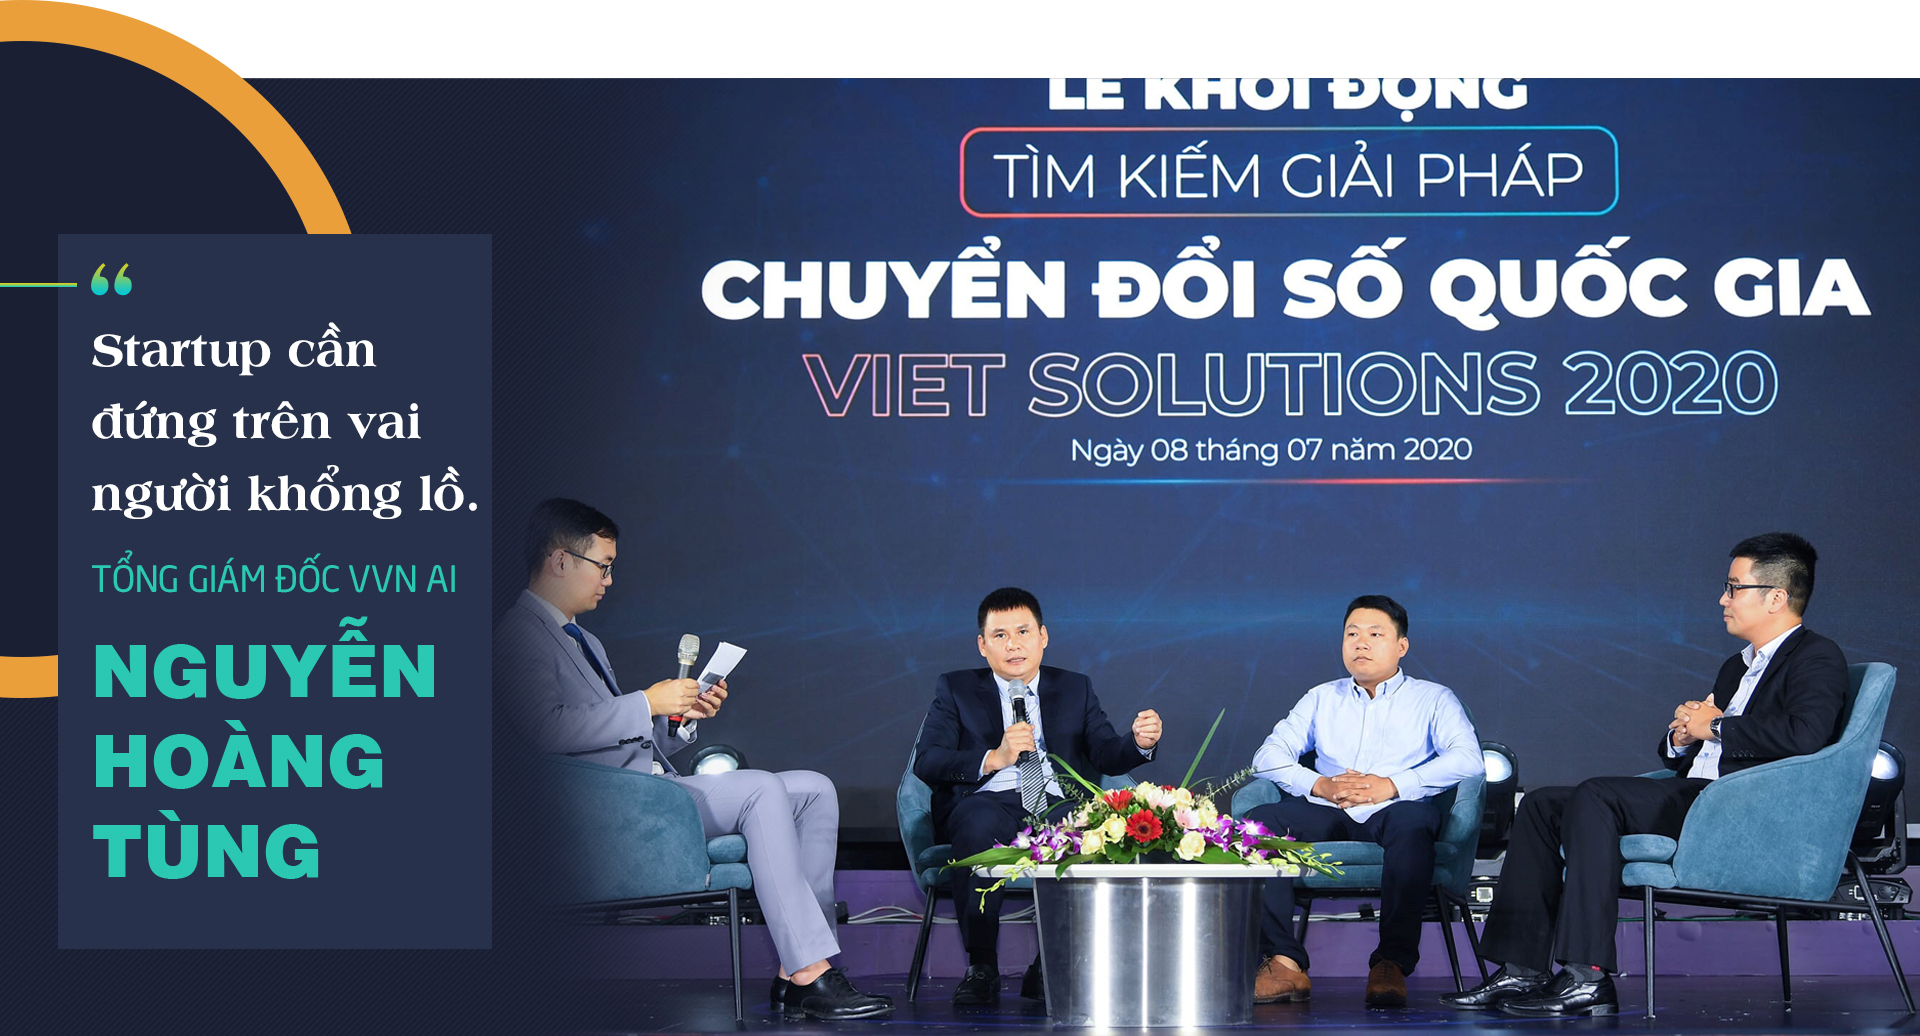 LỄ KHỞI ĐỘNG
TÌM KIẾM GIẢI PHÁP
CHUYỂN ĐỔI SỐ QUỐC GIA
VIET SOLUTIONS 2020
Ngày 08 tháng 07 năm 2020
“
Startup cần
đứng trên vai
người khổng lồ.
TỔNG GIÁM ĐỐC VVN AI
NGUYỄN
HOÀNG
TÙNG